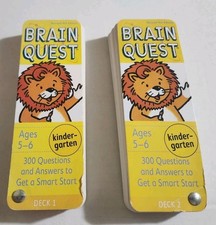 BRAIN
QUEST
Ages
5-6
kinder-
garten
300 Questions
and Answers to
Get a Smart Start
DECK 1
BRAIN
QUEST
Ages
5-6
kinder-
garten
300 Questions
and Answers to
Get a Smart Start
DECK 2